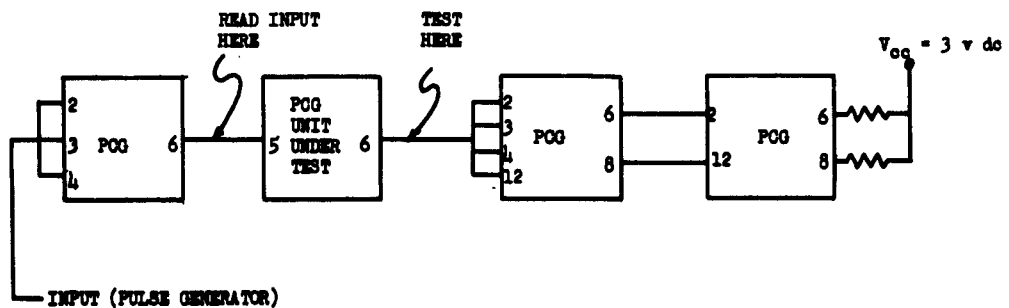 READ INPUT
HERE
TEST
HERE
V_cc = 3 v dc
2
3
4
PCG
6
5
PCG
UNIT
UNDER
TEST
6
2
3
4
12
PCG
6
8
2
12
PCG
6
8
INPUT (PULSE GENERATOR)